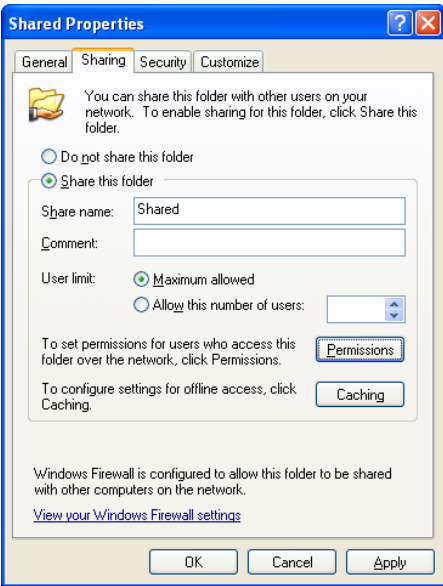 Shared Properties
General Sharing Security Customize
You can share this folder with other users on your
network. To enable sharing for this folder, click Share this
folder.
Do not share this folder
Share this folder
Share name: Shared
Comment:
User limit: Maximum allowed
Allow this number of users:
To set permissions for users who access this
folder over the network, click Permissions.
Permissions
To configure settings for offline access, click
Caching.
Caching
Windows Firewall is configured to allow this folder to be shared
with other computers on the network.
View your Windows Firewall settings
OK Cancel Apply